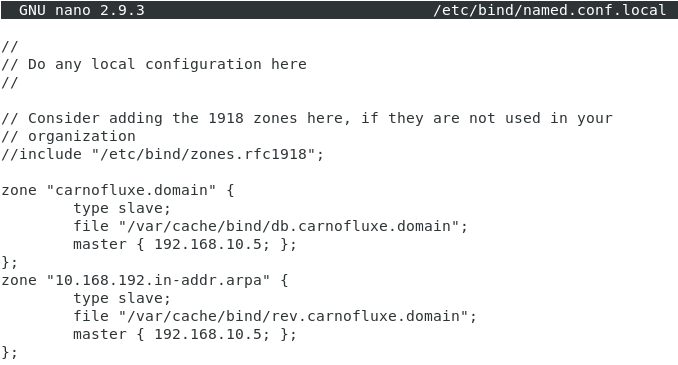 GNU nano 2.9.3 /etc/bind/named.conf.local
//
// Do any local configuration here
//
// Consider adding the 1918 zones here, if they are not used in your
// organization
//include "/etc/bind/zones.rfc1918";
zone "carnofluxe.domain" {
type slave;
file "/var/cache/bind/db.carnofluxe.domain";
master { 192.168.10.5; };
};
zone "10.168.192.in-addr.arpa" {
type slave;
file "/var/cache/bind/rev.carnofluxe.domain";
master { 192.168.10.5; };
};